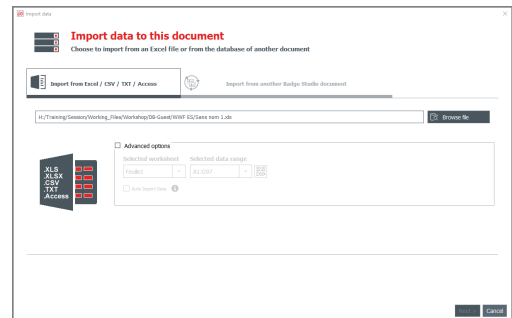 Import data
Import data to this document
Choose to import from an Excel file or from the database of another document
Import from Excel / CSV / TXT / Access
Import from another Badge Studio document
H:/Training/Session/Working_Files/Workshop/DB-Guest/WWF ES/Sans nom 1.xls
Browse file
Advanced options
Selected worksheet
Selected data range
Feuille1
A1:G97
Auto Import Data
.XLS
.XLSX
.CSV
.TXT
.Access
Next >
Cancel